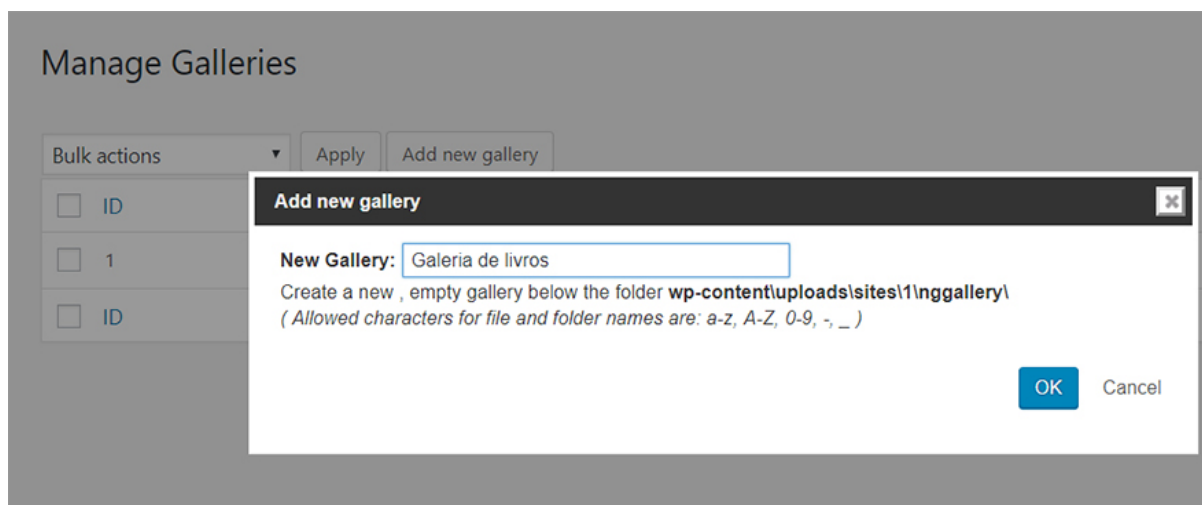 Manage Galleries
Bulk actions Apply Add new gallery
ID
Add new gallery
1
New Gallery: Galeria de livros
Create a new , empty gallery below the folder wp-content\uploads\sites\1\nggallery\
( Allowed characters for file and folder names are: a-z, A-Z, 0-9, -, _ )
ID
OK Cancel